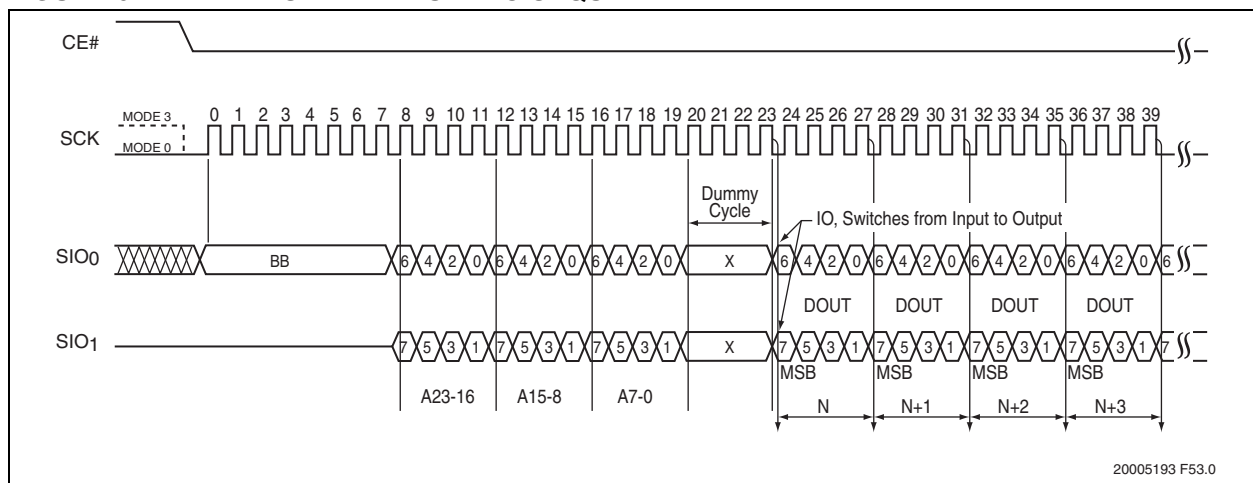 CE#
MODE 3
0 1 2 3 4 5 6 7 8 9 10 11 12 13 14 15 16 17 18 19 20 21 22 23 24 25 26 27 28 29 30 31 32 33 34 35 36 37 38 39
SCK
MODE 0
Dummy
Cycle
IO, Switches from Input to Output
SIO0 BB 6 4 2 0 6 4 2 0 6 4 2 0 X 6 4 2 0 6 4 2 0 6 4 2 0 6 4 2 0 6
DOUT DOUT DOUT DOUT
SIO1 7 5 3 1 7 5 3 1 7 5 3 1 X 7 5 3 1 7 5 3 1 7 5 3 1 7 5 3 1 7
MSB MSB MSB MSB
A23-16 A15-8 A7-0
N N+1 N+2 N+3
20005193 F53.0